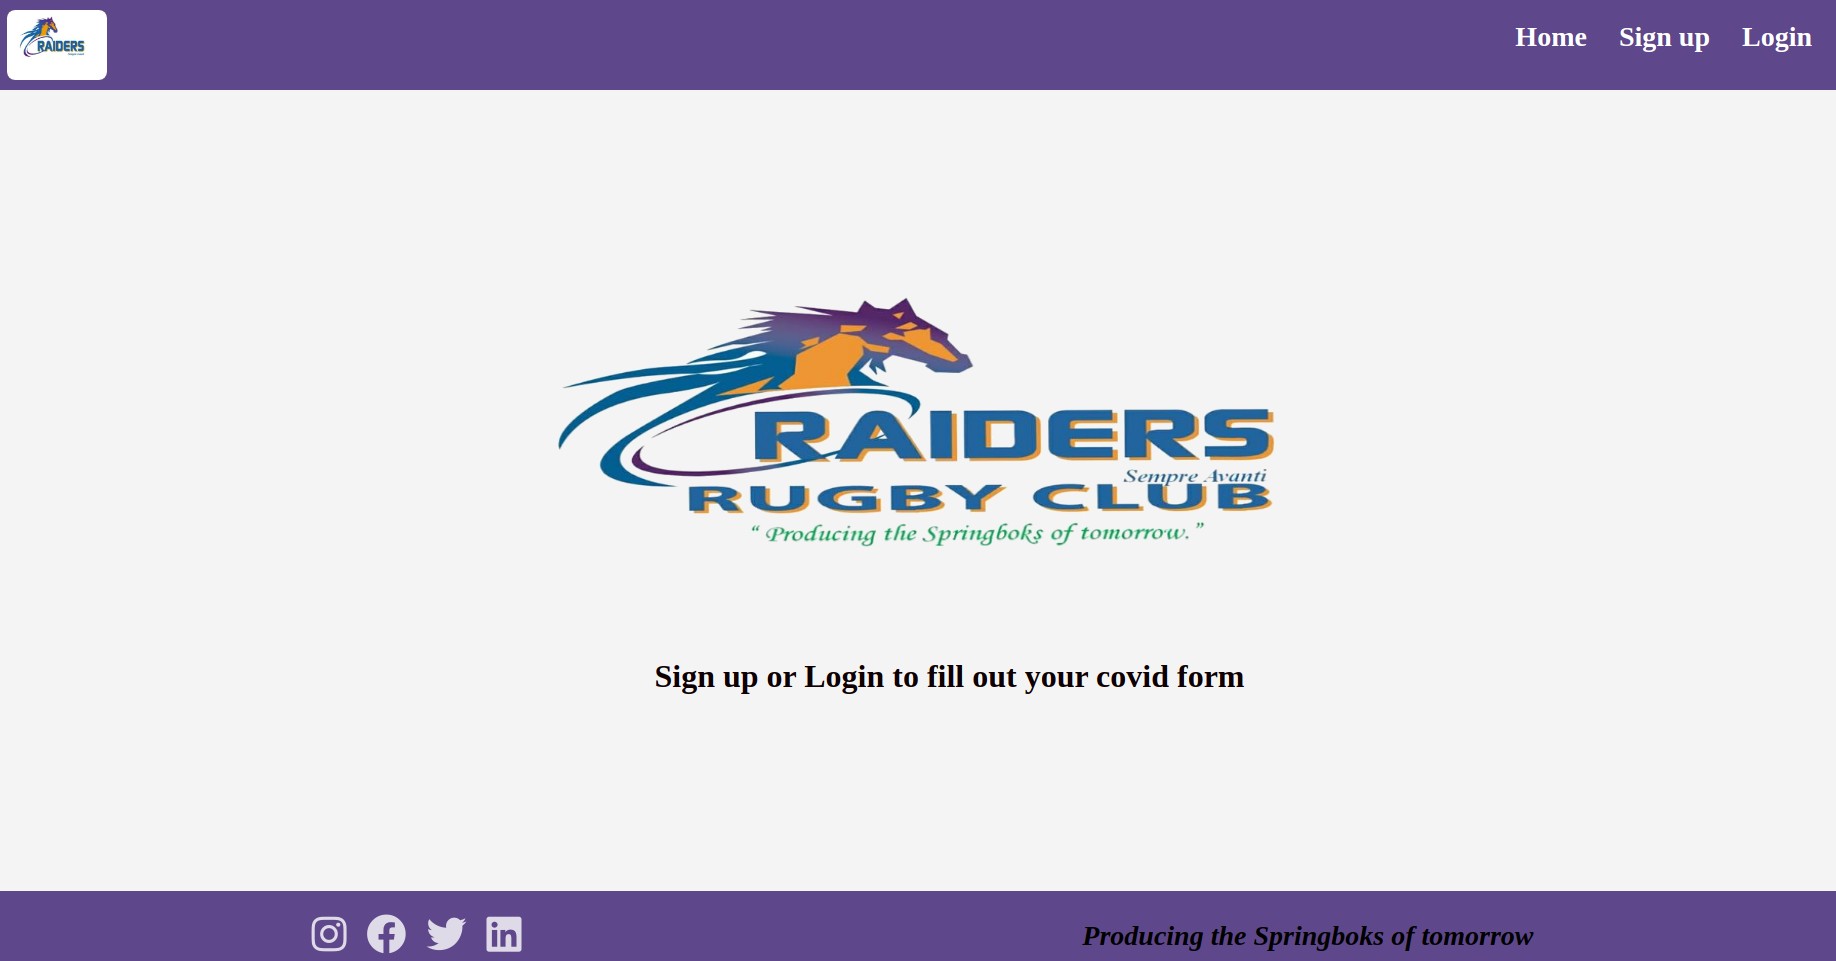 RAIDERS
Home Sign up Login
RAIDERS
Sempre Avanti
RUGBY CLUB
“ Producing the Springboks of tomorrow.”
Sign up or Login to fill out your covid form
Producing the Springboks of tomorrow